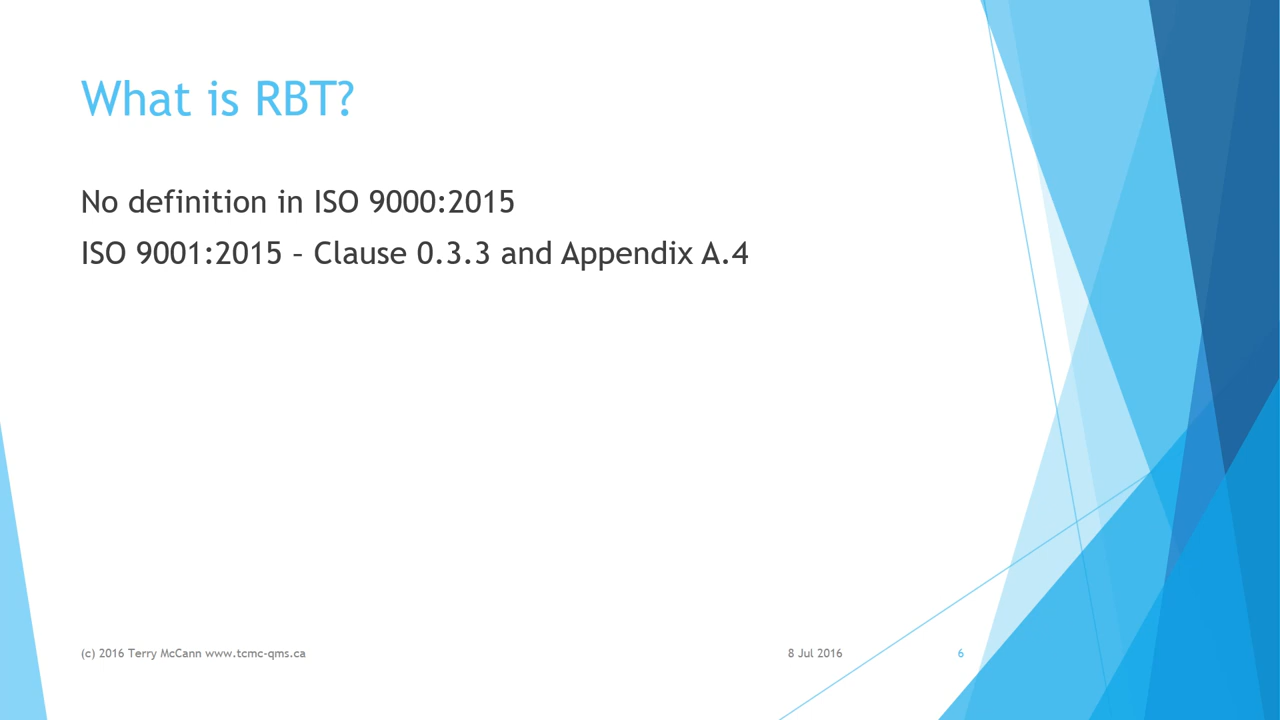 What is RBT?
No definition in ISO 9000:2015
ISO 9001:2015 – Clause 0.3.3 and Appendix A.4
(c) 2016 Terry McCann www.tcmc-qms.ca
8 Jul 2016
6